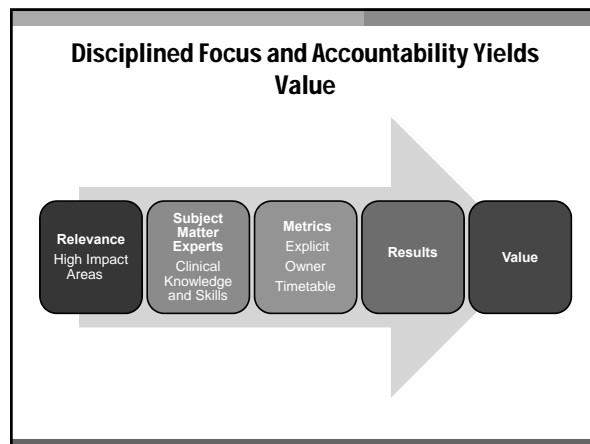 Disciplined Focus and Accountability Yields
Value
Relevance
High Impact
Areas
Subject
Matter
Experts
Clinical
Knowledge
and Skills
Metrics
Explicit
Owner
Timetable
Results
Value